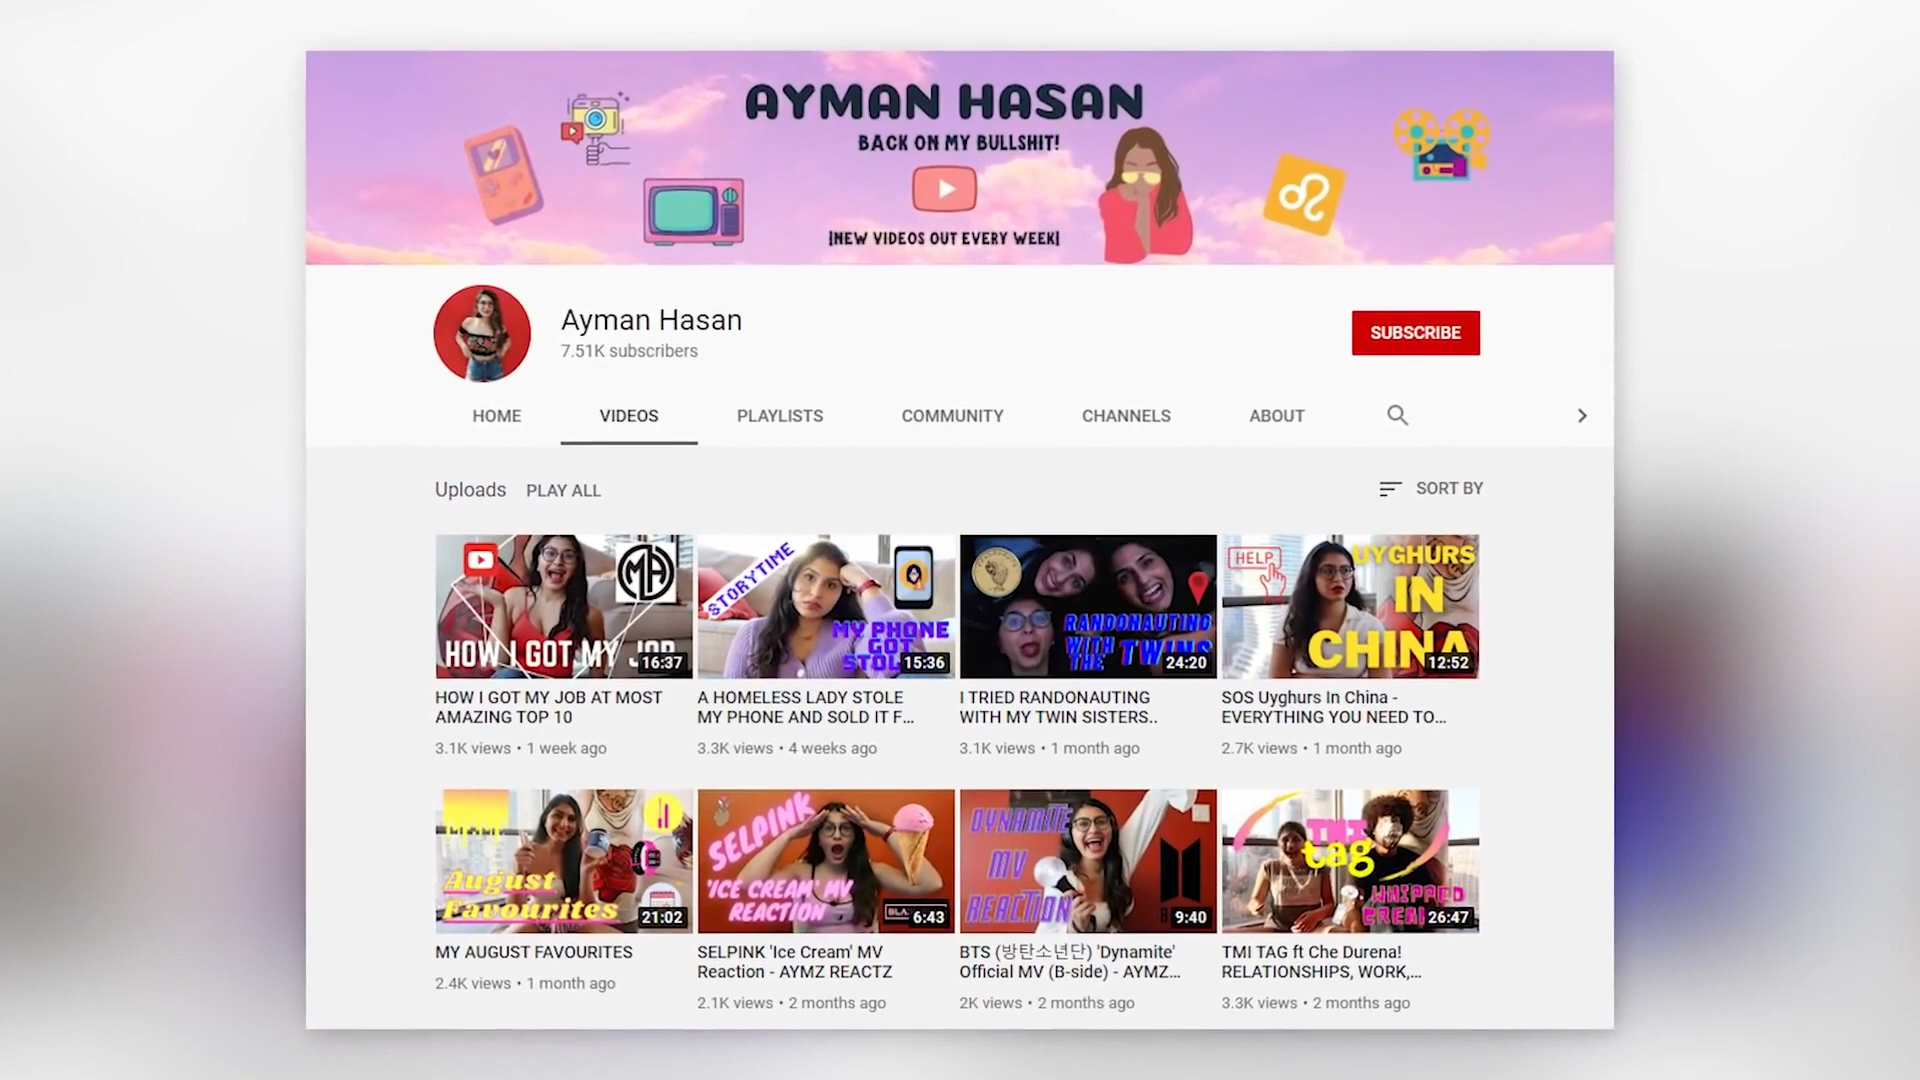 AYMAN HASAN
BACK ON MY BULLSHIT!
NEW VIDEOS OUT EVERY WEEK
Ayman Hasan
7.51K subscribers
SUBSCRIBE
HOME
VIDEOS
PLAYLISTS
COMMUNITY
CHANNELS
ABOUT
Uploads
PLAY ALL
SORT BY
MA
HOW I GOT MY JOB
16:37
STORYTIME
MY PHONE
GOT
15:36
RANDONAUTING
WITH
THE
TWINS
24:20
HELP
UYGHURS
IN
CHINA
12:52
HOW I GOT MY JOB AT MOST
AMAZING TOP 10
3.1K views • 1 week ago
A HOMELESS LADY STOLE
MY PHONE AND SOLD IT F...
3.3K views • 4 weeks ago
I TRIED RANDONAUTING
WITH MY TWIN SISTERS..
3.1K views • 1 month ago
SOS Uyghurs In China -
EVERYTHING YOU NEED TO...
2.7K views • 1 month ago
August
Favourites
21:02
SELPINK
'ICE CREAM' MV
REACTION
6:43
DYNAMITE
MV
REACTION
9:40
TMI
tag
WHIPPED
26:47
MY AUGUST FAVOURITES
2.4K views • 1 month ago
SELPINK 'Ice Cream' MV
Reaction - AYMZ REACTZ
2.1K views • 2 months ago
BTS (방탄소년단) 'Dynamite'
Official MV (B-side) - AYMZ...
2K views • 2 months ago
TMI TAG ft Che Durena!
RELATIONSHIPS, WORK,...
3.3K views • 2 months ago